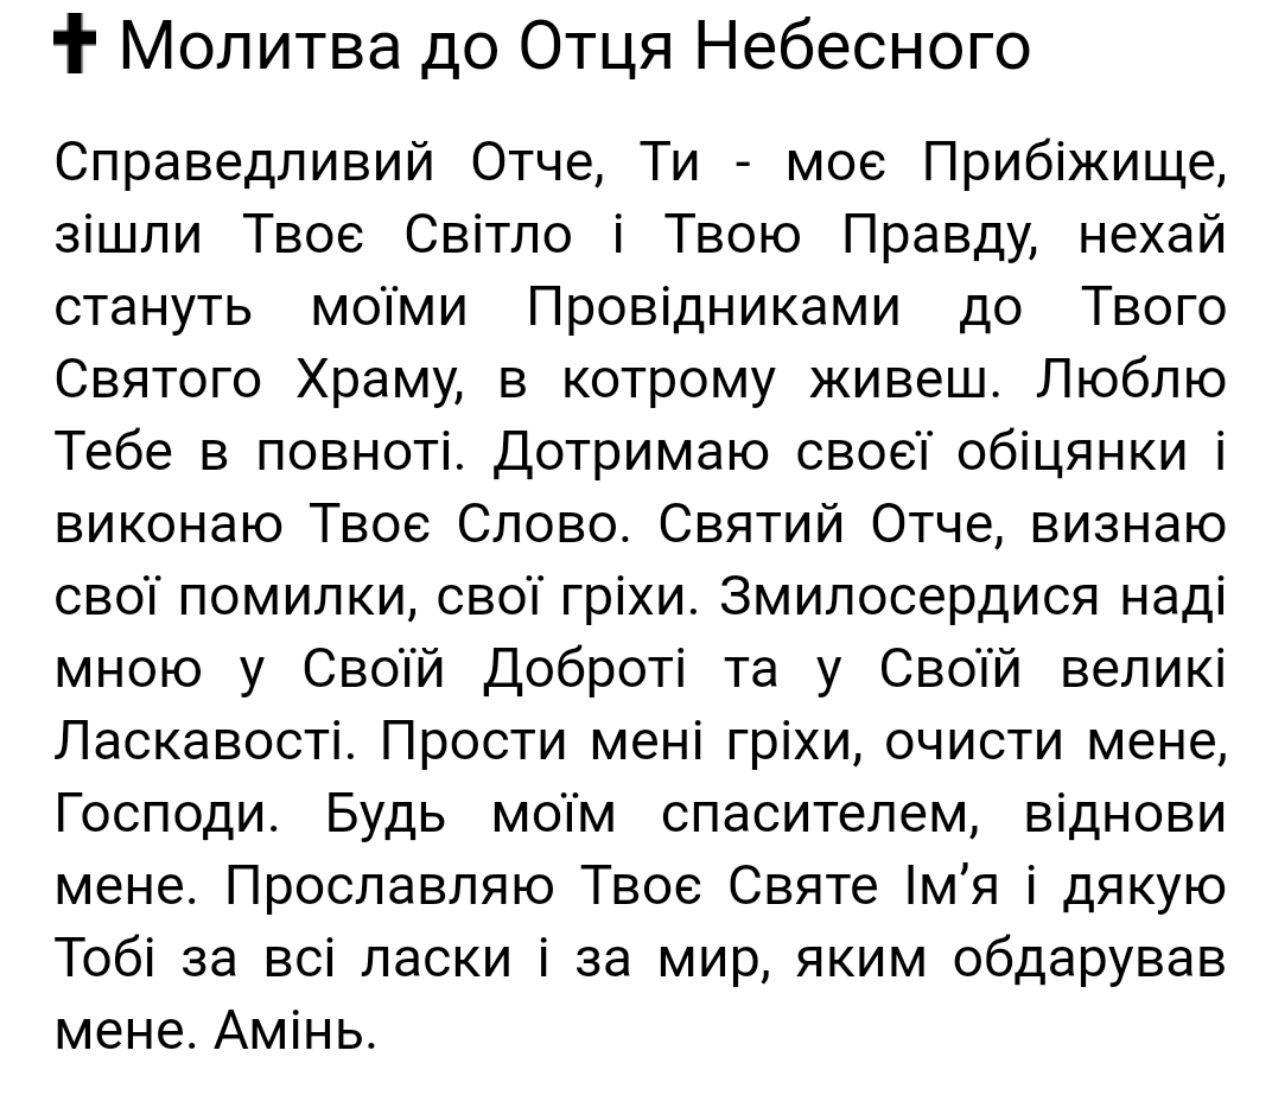 ✝ Молитва до Отця Небесного
Справедливий Отче, Ти - моє Прибіжище,
зішли Твоє Світло і Твою Правду, нехай
стануть моїми Провідниками до Твого
Святого Храму, в котрому живеш. Люблю
Тебе в повноті. Дотримаю своєї обіцянки і
виконаю Твоє Слово. Святий Отче, визнаю
свої помилки, свої гріхи. Змилосердися наді
мною у Своїй Доброті та у Своїй великі
Ласкавості. Прости мені гріхи, очисти мене,
Господи. Будь моїм спасителем, віднови
мене. Прославляю Твоє Святе Ім’я і дякую
Тобі за всі ласки і за мир, яким обдарував
мене. Амінь.